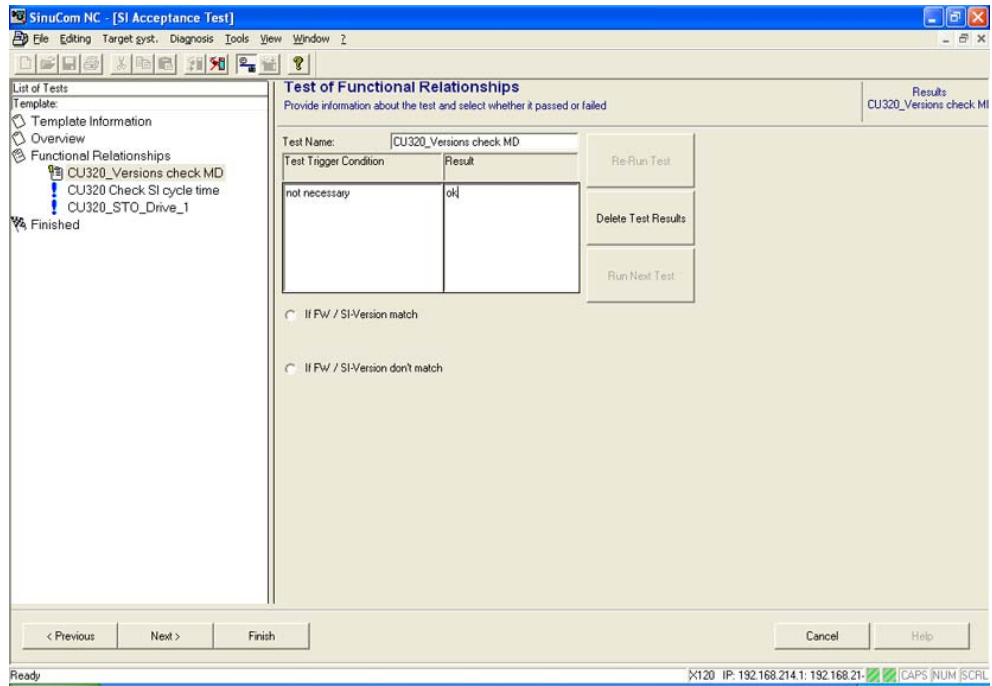 SinuCom NC - [SI Acceptance Test]
File Editing Target syst. Diagnosis Tools View Window ?
List of Tests
Template:
Template Information
Overview
Functional Relationships
CU320_Versions check MD
CU320 Check SI cycle time
CU320_STO_Drive_1
Finished
Test of Functional Relationships
Provide information about the test and select whether it passed or failed
Results
CU320_Versions check MD
Test Name: CU320_Versions check MD
Test Trigger Condition Result
not necessary ok
Re-Run Test
Delete Test Results
Run Next Test
If FW / SI-Version match
If FW / SI-Version don't match
< Previous Next > Finish Cancel Help
Ready X120 IP: 192.168.214.1: 192.168.21- CAPS NUM SCRL